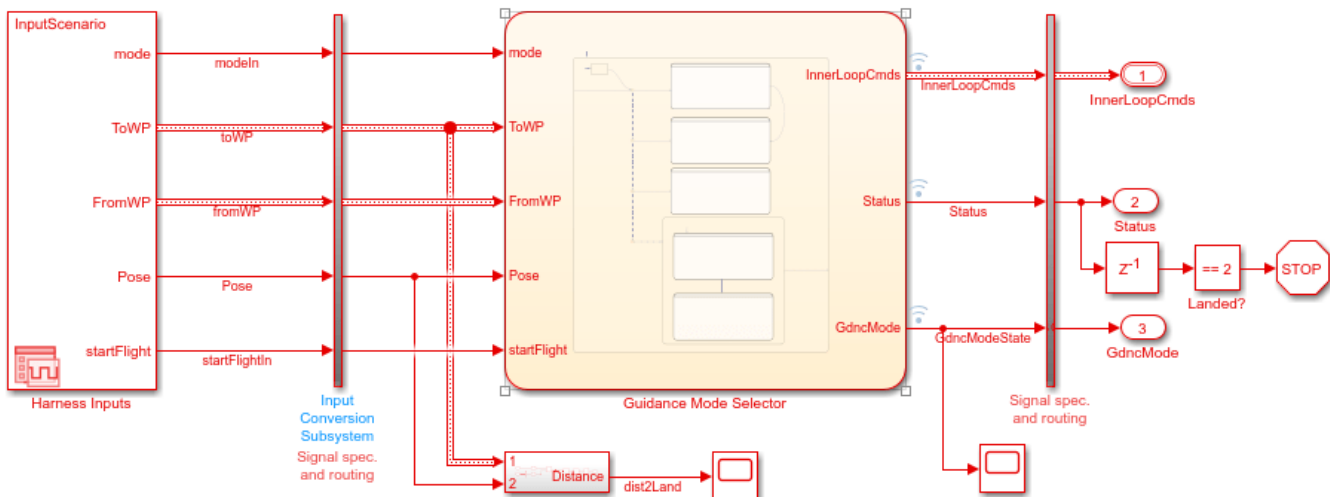 InputScenario
mode
modeIn
mode
ToWP
toWP
ToWP
FromWP
fromWP
FromWP
Pose
Pose
Pose
startFlight
startFlightIn
startFlight
Harness Inputs
Input
Conversion
Subsystem
Signal spec.
and routing
InnerLoopCmds
InnerLoopCmds
1
InnerLoopCmds
Status
Status
2
Status
Z-1
== 2
Landed?
STOP
GdncMode
GdncModeState
3
GdncMode
Guidance Mode Selector
Signal spec.
and routing
1
2
Distance
dist2Land